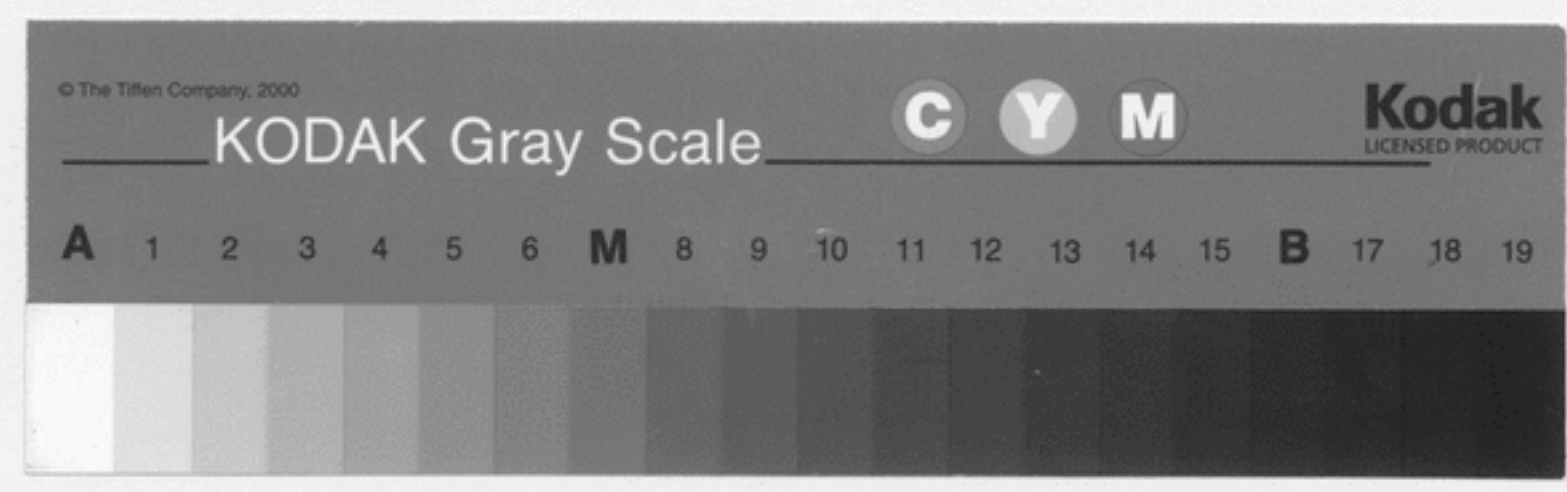 © The Tiffen Company, 2000
KODAK Gray Scale
C Y M
Kodak
LICENSED PRODUCT
A 1 2 3 4 5 6 M 8 9 10 11 12 13 14 15 B 17 18 19